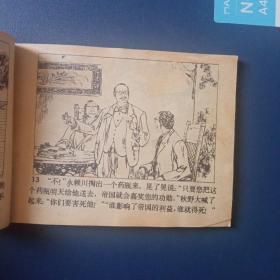 13 “不！”永赖川掏出一个药瓶来，晃了晃说：“只要您把这
个药瓶明天给他送去，帝国就会嘉奖您的功勋。”秋野大喊了
起来：“你们要害死他！”“谁影响了帝国的利益，谁就得死！”
N
A4